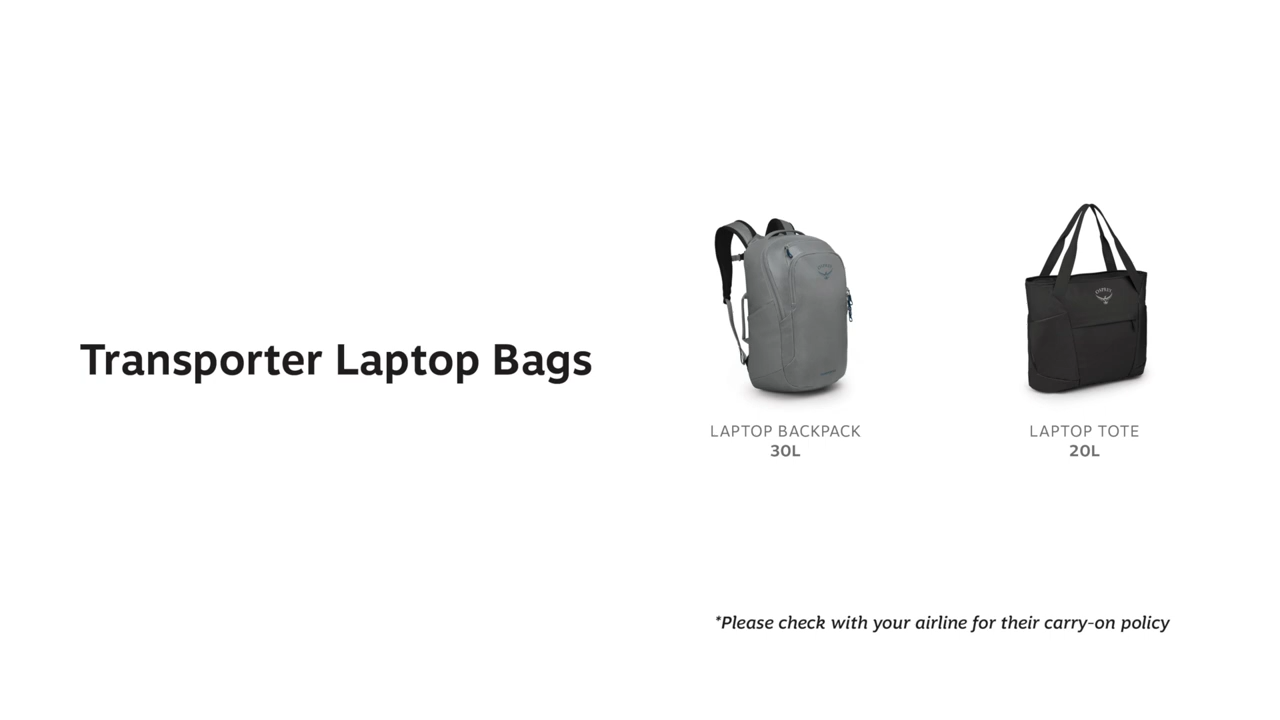 Transporter Laptop Bags
OSPREY
LAPTOP BACKPACK
30L
LAPTOP TOTE
20L
*Please check with your airline for their carry-on policy